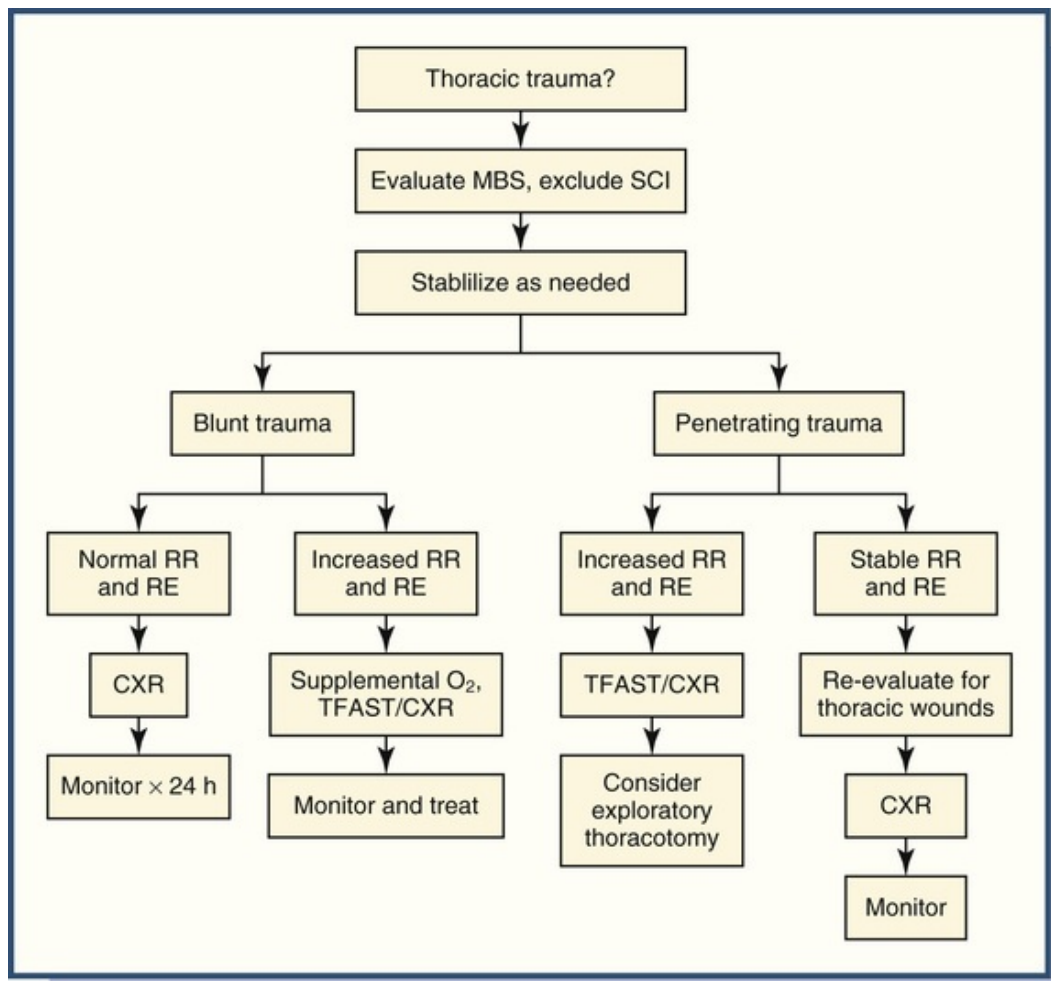 Thoracic trauma?
Evaluate MBS, exclude SCI
Stablilize as needed
Blunt trauma
Penetrating trauma
Normal RR
and RE
Increased RR
and RE
Increased RR
and RE
Stable RR
and RE
CXR
Supplemental O₂,
TFAST/CXR
TFAST/CXR
Re-evaluate for
thoracic wounds
Monitor × 24 h
Monitor and treat
Consider
exploratory
thoracotomy
CXR
Monitor